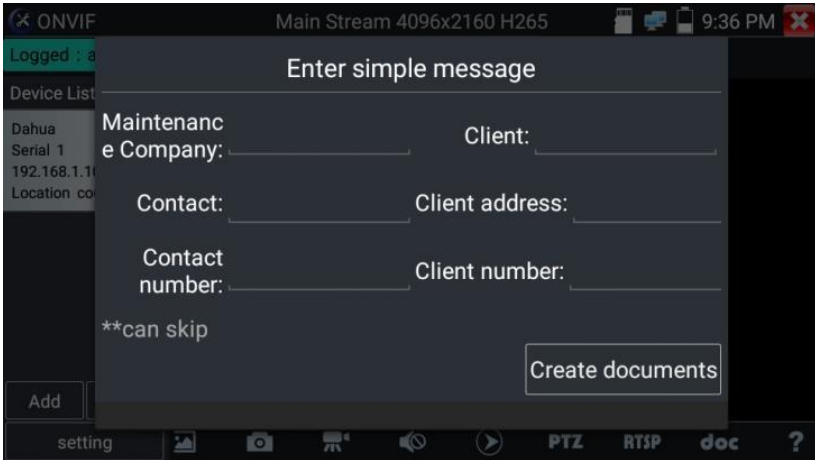 ONVIF Main Stream 4096x2160 H265 9:36 PM
Logged : a
Enter simple message
Device List
Dahua
Serial 1
192.168.1.10
Location co
Maintenanc
e Company:
Client:
Contact:
Client address:
Contact
number:
Client number:
**can skip
Create documents
Add
setting PTZ RTSP doc ?